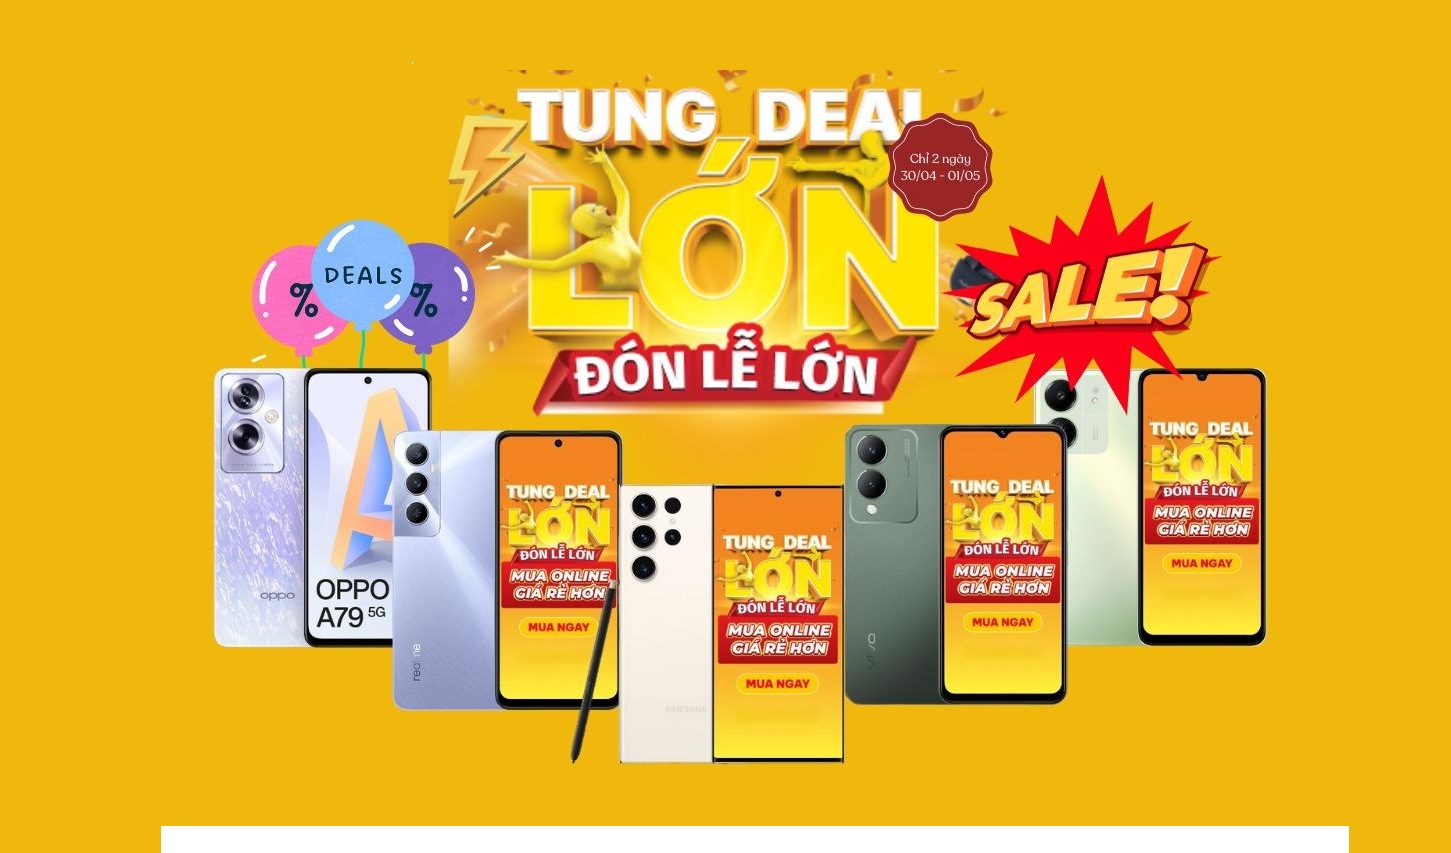 TUNG DEAL
LỚN
ĐÓN LỄ LỚN
Chỉ 2 ngày
30/04 - 01/05
% DEALS %
SALE!
oppo
OPPO
A79 5G
realme
TUNG DEAL
LỚN
ĐÓN LỄ LỚN
MUA ONLINE
GIÁ RẺ HƠN
MUA NGAY
SAMSUNG
TUNG DEAL
LỚN
ĐÓN LỄ LỚN
MUA ONLINE
GIÁ RẺ HƠN
MUA NGAY
vivo
TUNG DEAL
LỚN
ĐÓN LỄ LỚN
MUA ONLINE
GIÁ RẺ HƠN
MUA NGAY
TUNG DEAL
LỚN
ĐÓN LỄ LỚN
MUA ONLINE
GIÁ RẺ HƠN
MUA NGAY